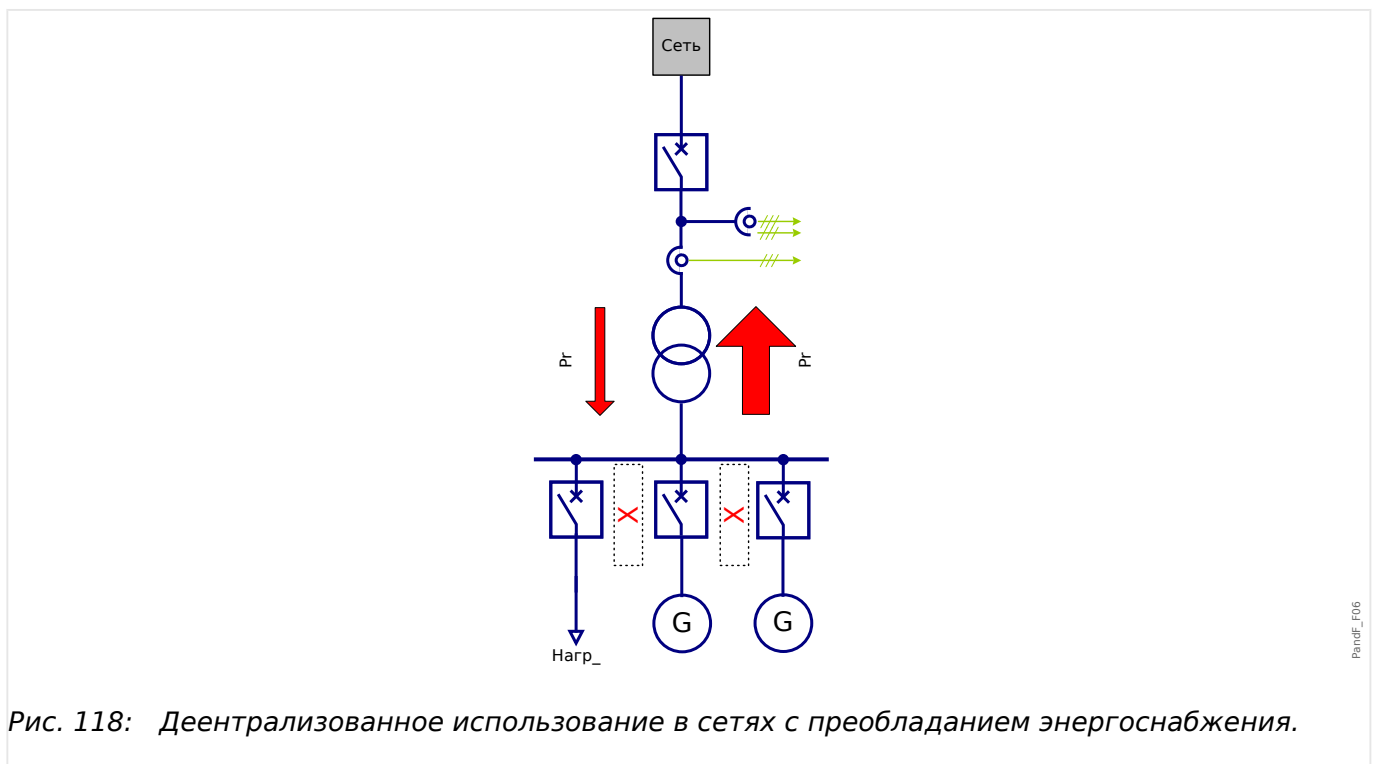 Сеть
Pr
Pr
X
X
G
G
Нагр_
PandF_F06
Рис. 118: Деентрализованное использование в сетях с преобладанием энергоснабжения.